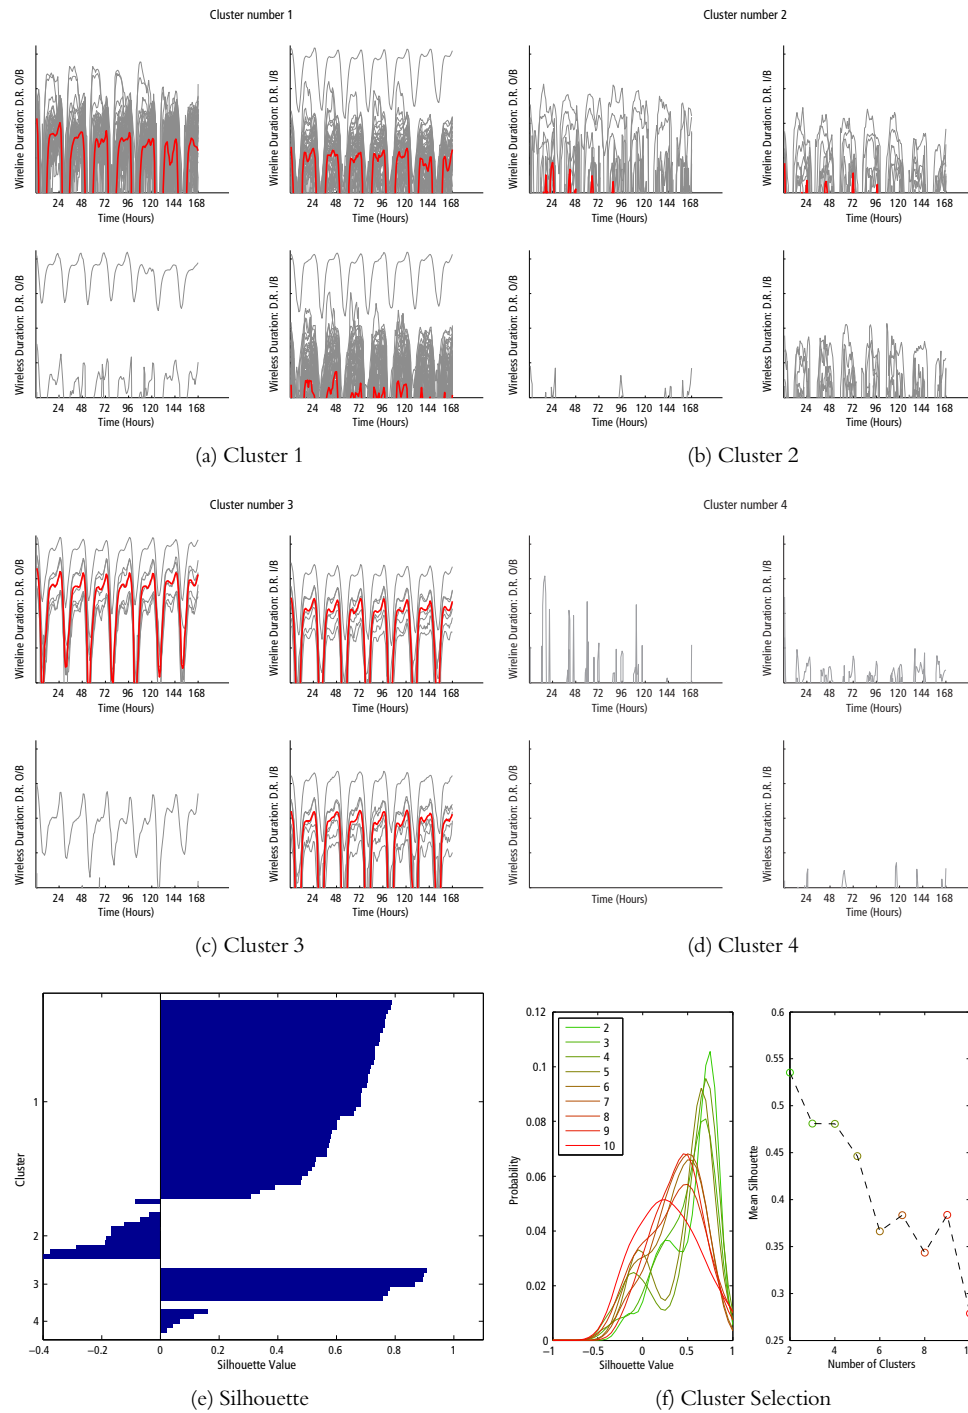 Cluster number 1
Wireline Duration: D.R. O/B
24 48 72 96 120 144 168
Time (Hours)
Wireline Duration: D.R. I/B
24 48 72 96 120 144 168
Time (Hours)
Wireless Duration: D.R. O/B
24 48 72 96 120 144 168
Time (Hours)
Wireless Duration: D.R. I/B
24 48 72 96 120 144 168
Time (Hours)
(a) Cluster 1
Cluster number 2
Wireline Duration: D.R. O/B
24 48 72 96 120 144 168
Time (Hours)
Wireline Duration: D.R. I/B
24 48 72 96 120 144 168
Time (Hours)
Wireless Duration: D.R. O/B
24 48 72 96 120 144 168
Time (Hours)
Wireless Duration: D.R. I/B
24 48 72 96 120 144 168
Time (Hours)
(b) Cluster 2
Cluster number 3
Wireline Duration: D.R. O/B
24 48 72 96 120 144 168
Time (Hours)
Wireline Duration: D.R. I/B
24 48 72 96 120 144 168
Time (Hours)
Wireless Duration: D.R. O/B
24 48 72 96 120 144 168
Time (Hours)
Wireless Duration: D.R. I/B
24 48 72 96 120 144 168
Time (Hours)
(c) Cluster 3
Cluster number 4
Wireline Duration: D.R. O/B
24 48 72 96 120 144 168
Time (Hours)
Wireline Duration: D.R. I/B
24 48 72 96 120 144 168
Time (Hours)
Wireless Duration: D.R. O/B
Time (Hours)
Wireless Duration: D.R. I/B
24 48 72 96 120 144 168
Time (Hours)
(d) Cluster 4
Cluster
1
2
3
4
−0.4 −0.2 0 0.2 0.4 0.6 0.8 1
Silhouette Value
(e) Silhouette
Probability
0.12
0.1
0.08
0.06
0.04
0.02
0
2
3
4
5
6
7
8
9
10
−1 −0.5 0 0.5 1
Silhouette Value
Mean Silhouette
0.6
0.55
0.5
0.45
0.4
0.35
0.3
0.25
2 4 6 8
Number of Clusters
(f) Cluster Selection